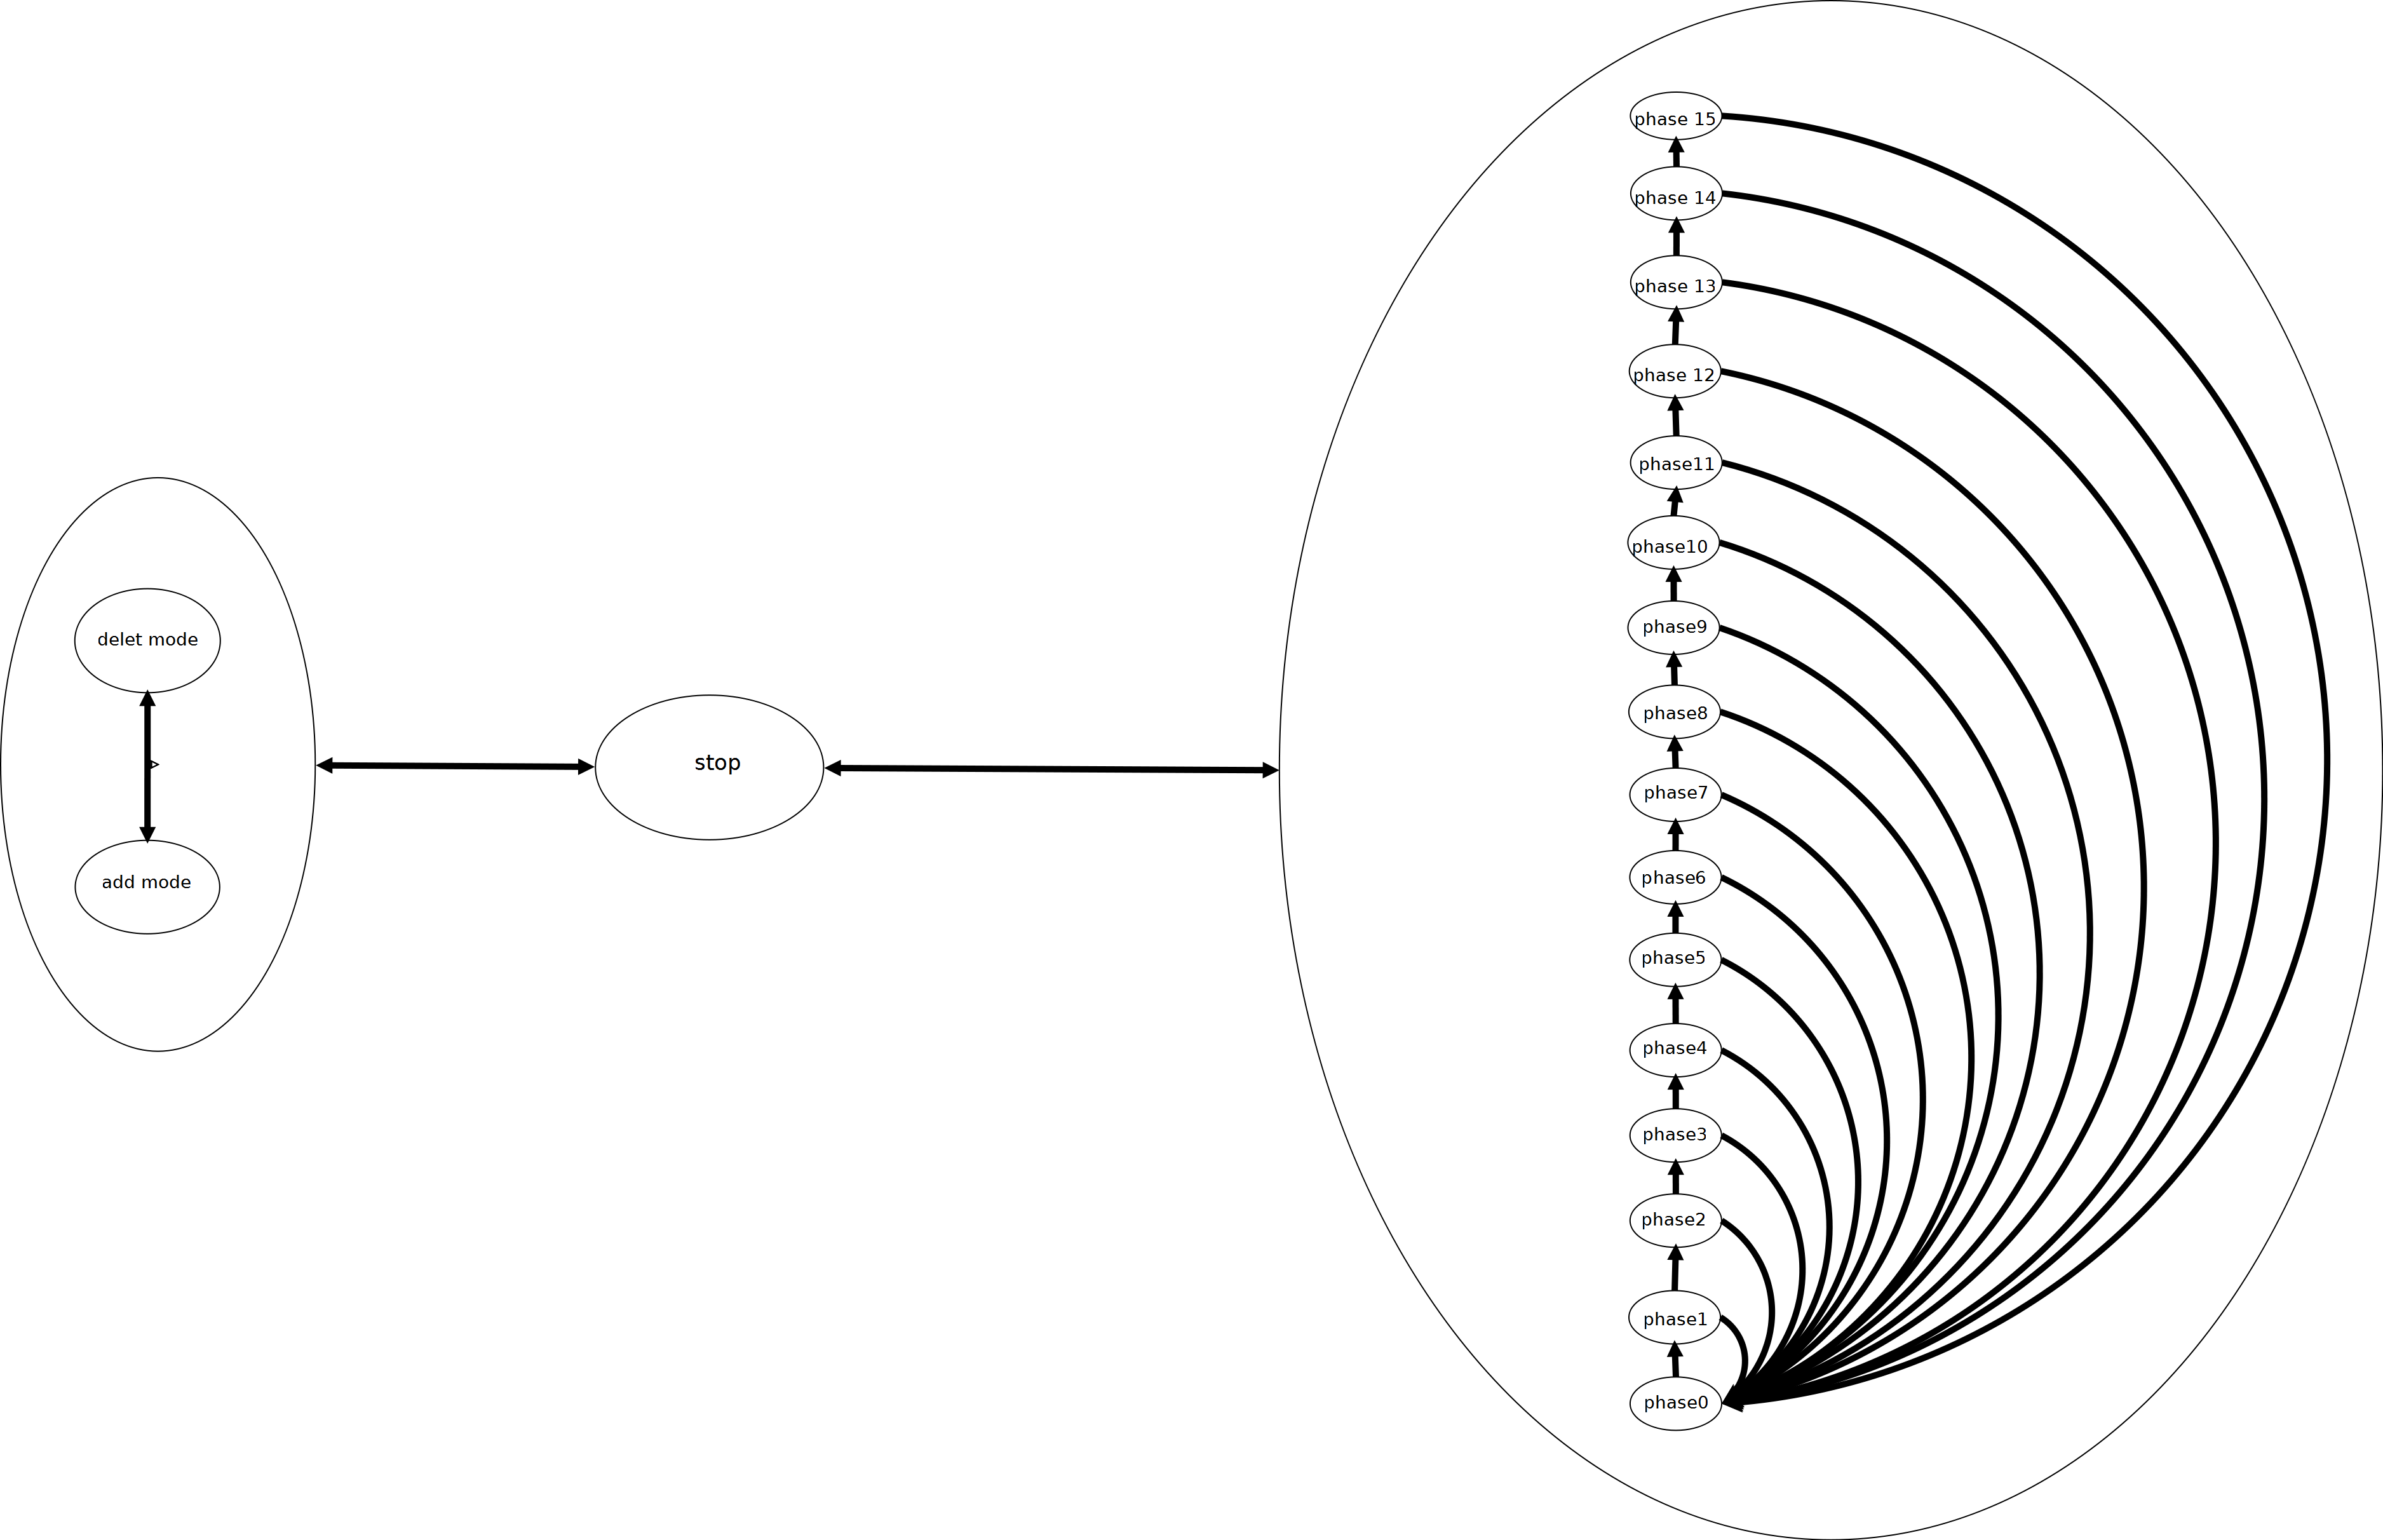 phase 15
phase 14
phase 13
phase 12
phase11
phase10
phase9
phase8
phase7
phase6
phase5
phase4
phase3
phase2
phase1
phase0
delet mode
add mode
stop